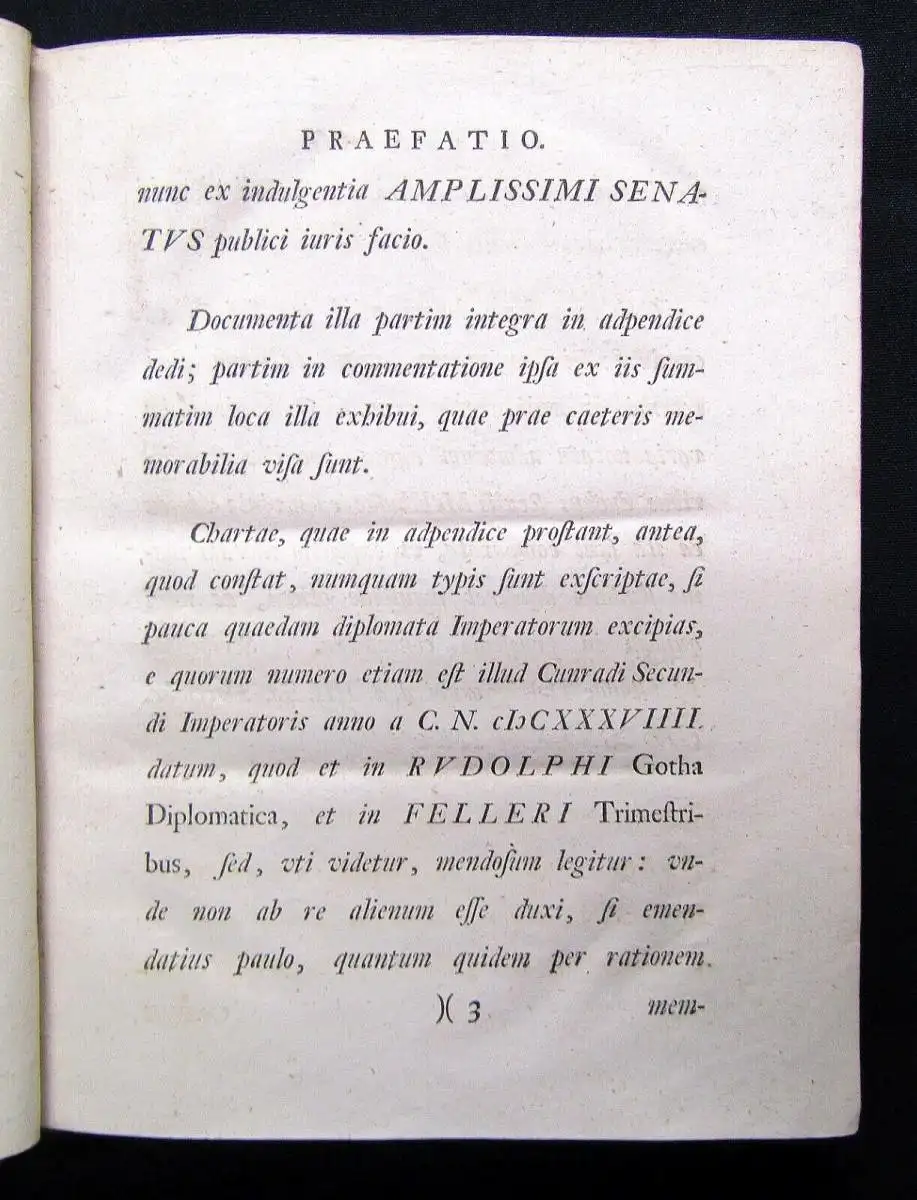 PRAEFATIO.
nunc ex indulgentia AMPLISSIMI SENA-
TVS publici iuris facio.
Documenta illa partim integra in adpendice
dedi; partim in commentatione ipſa ex iis ſum-
matim loca illa exhibui, quae prae caeteris me-
morabilia viſa ſunt.
Chartae, quae in adpendice proſtant, antea,
quod conſtat, numquam typis ſunt exſcriptae, ſi
pauca quaedam diplomata Imperatorum excipias,
e quorum numero etiam eſt illud Cunradi Secun-
di Imperatoris anno a C. N. cIↄCXXXVIIII.
datum, quod et in RVDOLPHI Gotha
Diplomatica, et in FELLERI Trimeſtri-
bus, ſed, vti videtur, mendoſum legitur: vn-
de non ab re alienum eſſe duxi, ſi emen-
datius paulo, quantum quidem per rationem
)( 3 mem-